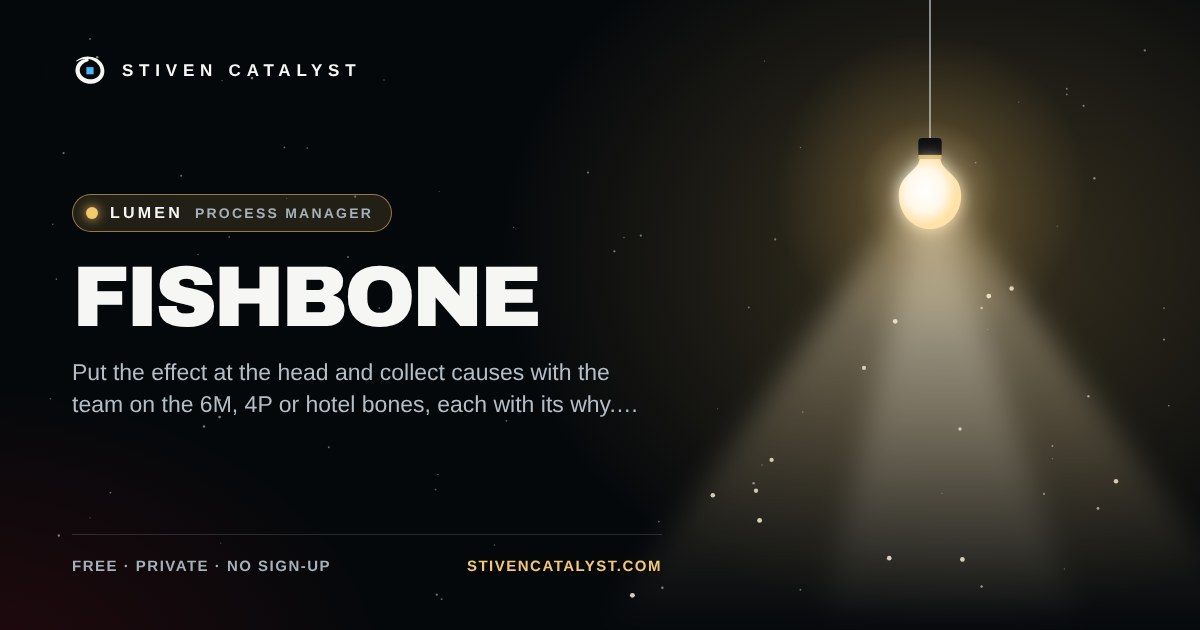 STIVEN CATALYST
LUMEN PROCESS MANAGER
FISHBONE
Put the effect at the head and collect causes with the
team on the 6M, 4P or hotel bones, each with its why.…
FREE · PRIVATE · NO SIGN-UP
STIVENCATALYST.COM